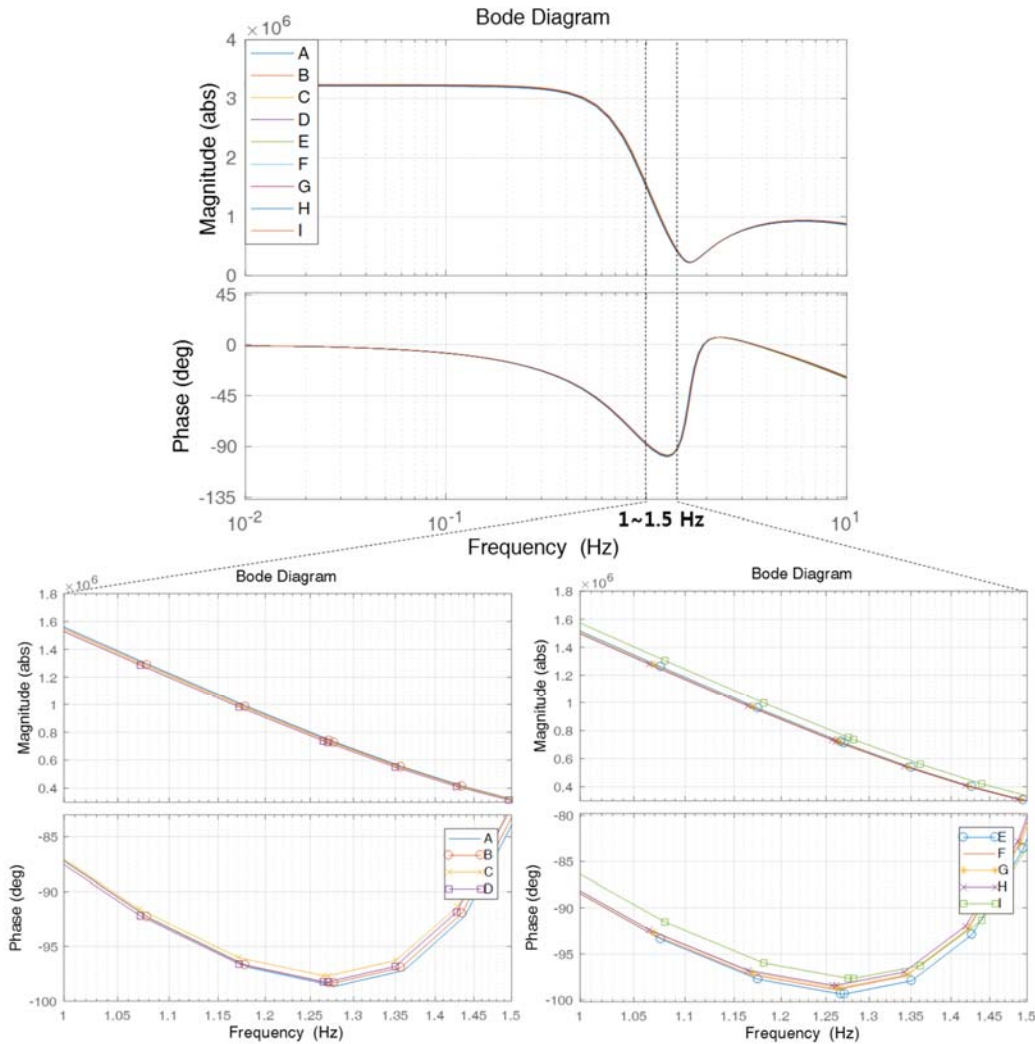 Bode Diagram
×10^6
4
3
2
1
0
Magnitude (abs)
A
B
C
D
E
F
G
H
I
45
0
-45
-90
-135
Phase (deg)
10^-2
10^-1
1~1.5 Hz
10^1
Frequency (Hz)
Bode Diagram
×10^6
1.8
1.6
1.4
1.2
1
0.8
0.6
0.4
Magnitude (abs)
-85
-90
-95
-100
Phase (deg)
A
B
C
D
1 1.05 1.1 1.15 1.2 1.25 1.3 1.35 1.4 1.45 1.5
Frequency (Hz)
Bode Diagram
×10^6
1.8
1.6
1.4
1.2
1
0.8
0.6
0.4
Magnitude (abs)
-80
-85
-90
-95
-100
Phase (deg)
E
F
G
H
I
1 1.05 1.1 1.15 1.2 1.25 1.3 1.35 1.4 1.45 1.5
Frequency (Hz)